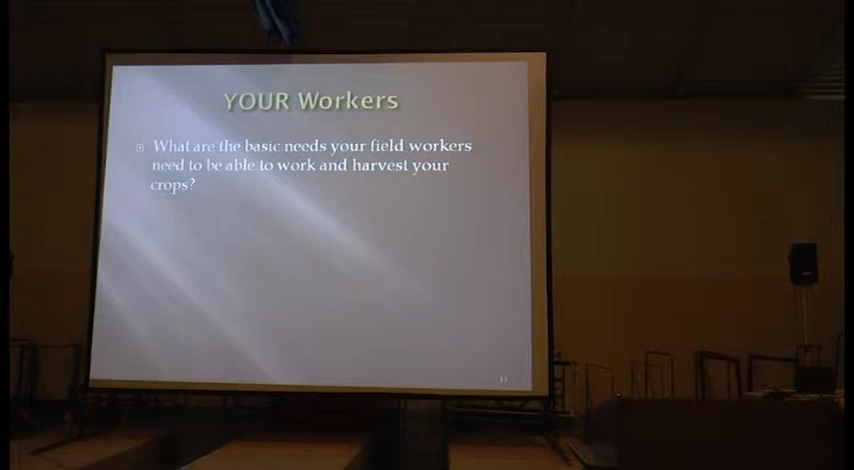 YOUR Workers
What are the basic needs your field workers
need to be able to work and harvest your
crops?